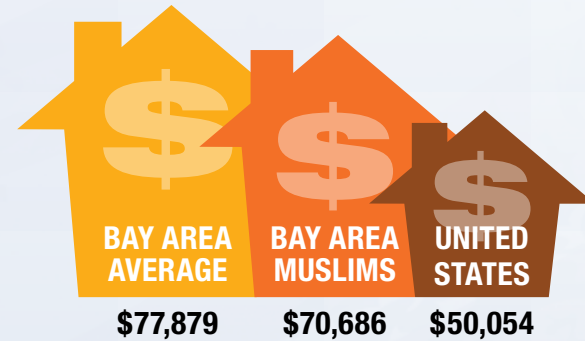 $
$
$
BAY AREA
AVERAGE
BAY AREA
MUSLIMS
UNITED
STATES
$77,879
$70,686
$50,054